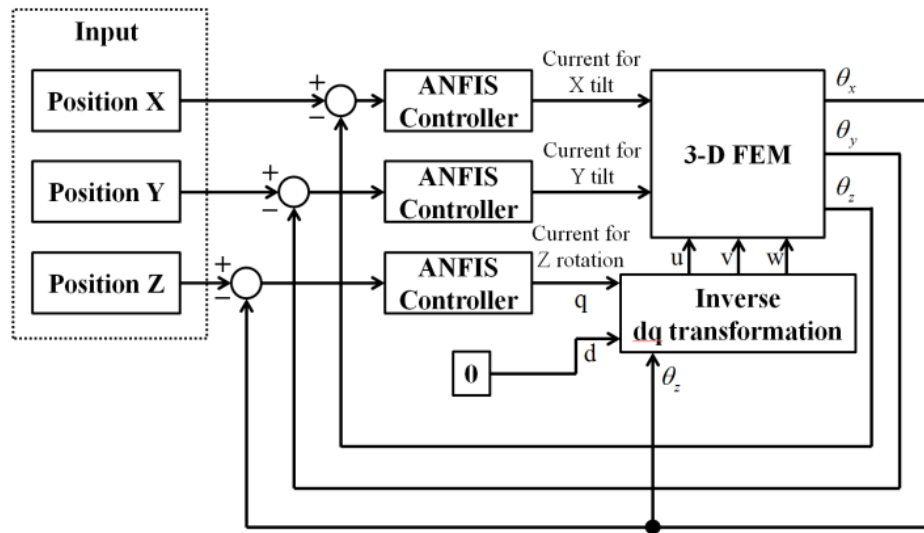 Input
Position X
Position Y
Position Z
+
−
+
−
+
−
ANFIS
Controller
ANFIS
Controller
ANFIS
Controller
Current for
X tilt
Current for
Y tilt
Current for
Z rotation
q
d
0
3-D FEM
θx
θy
θz
u v w
Inverse
dq transformation
θz